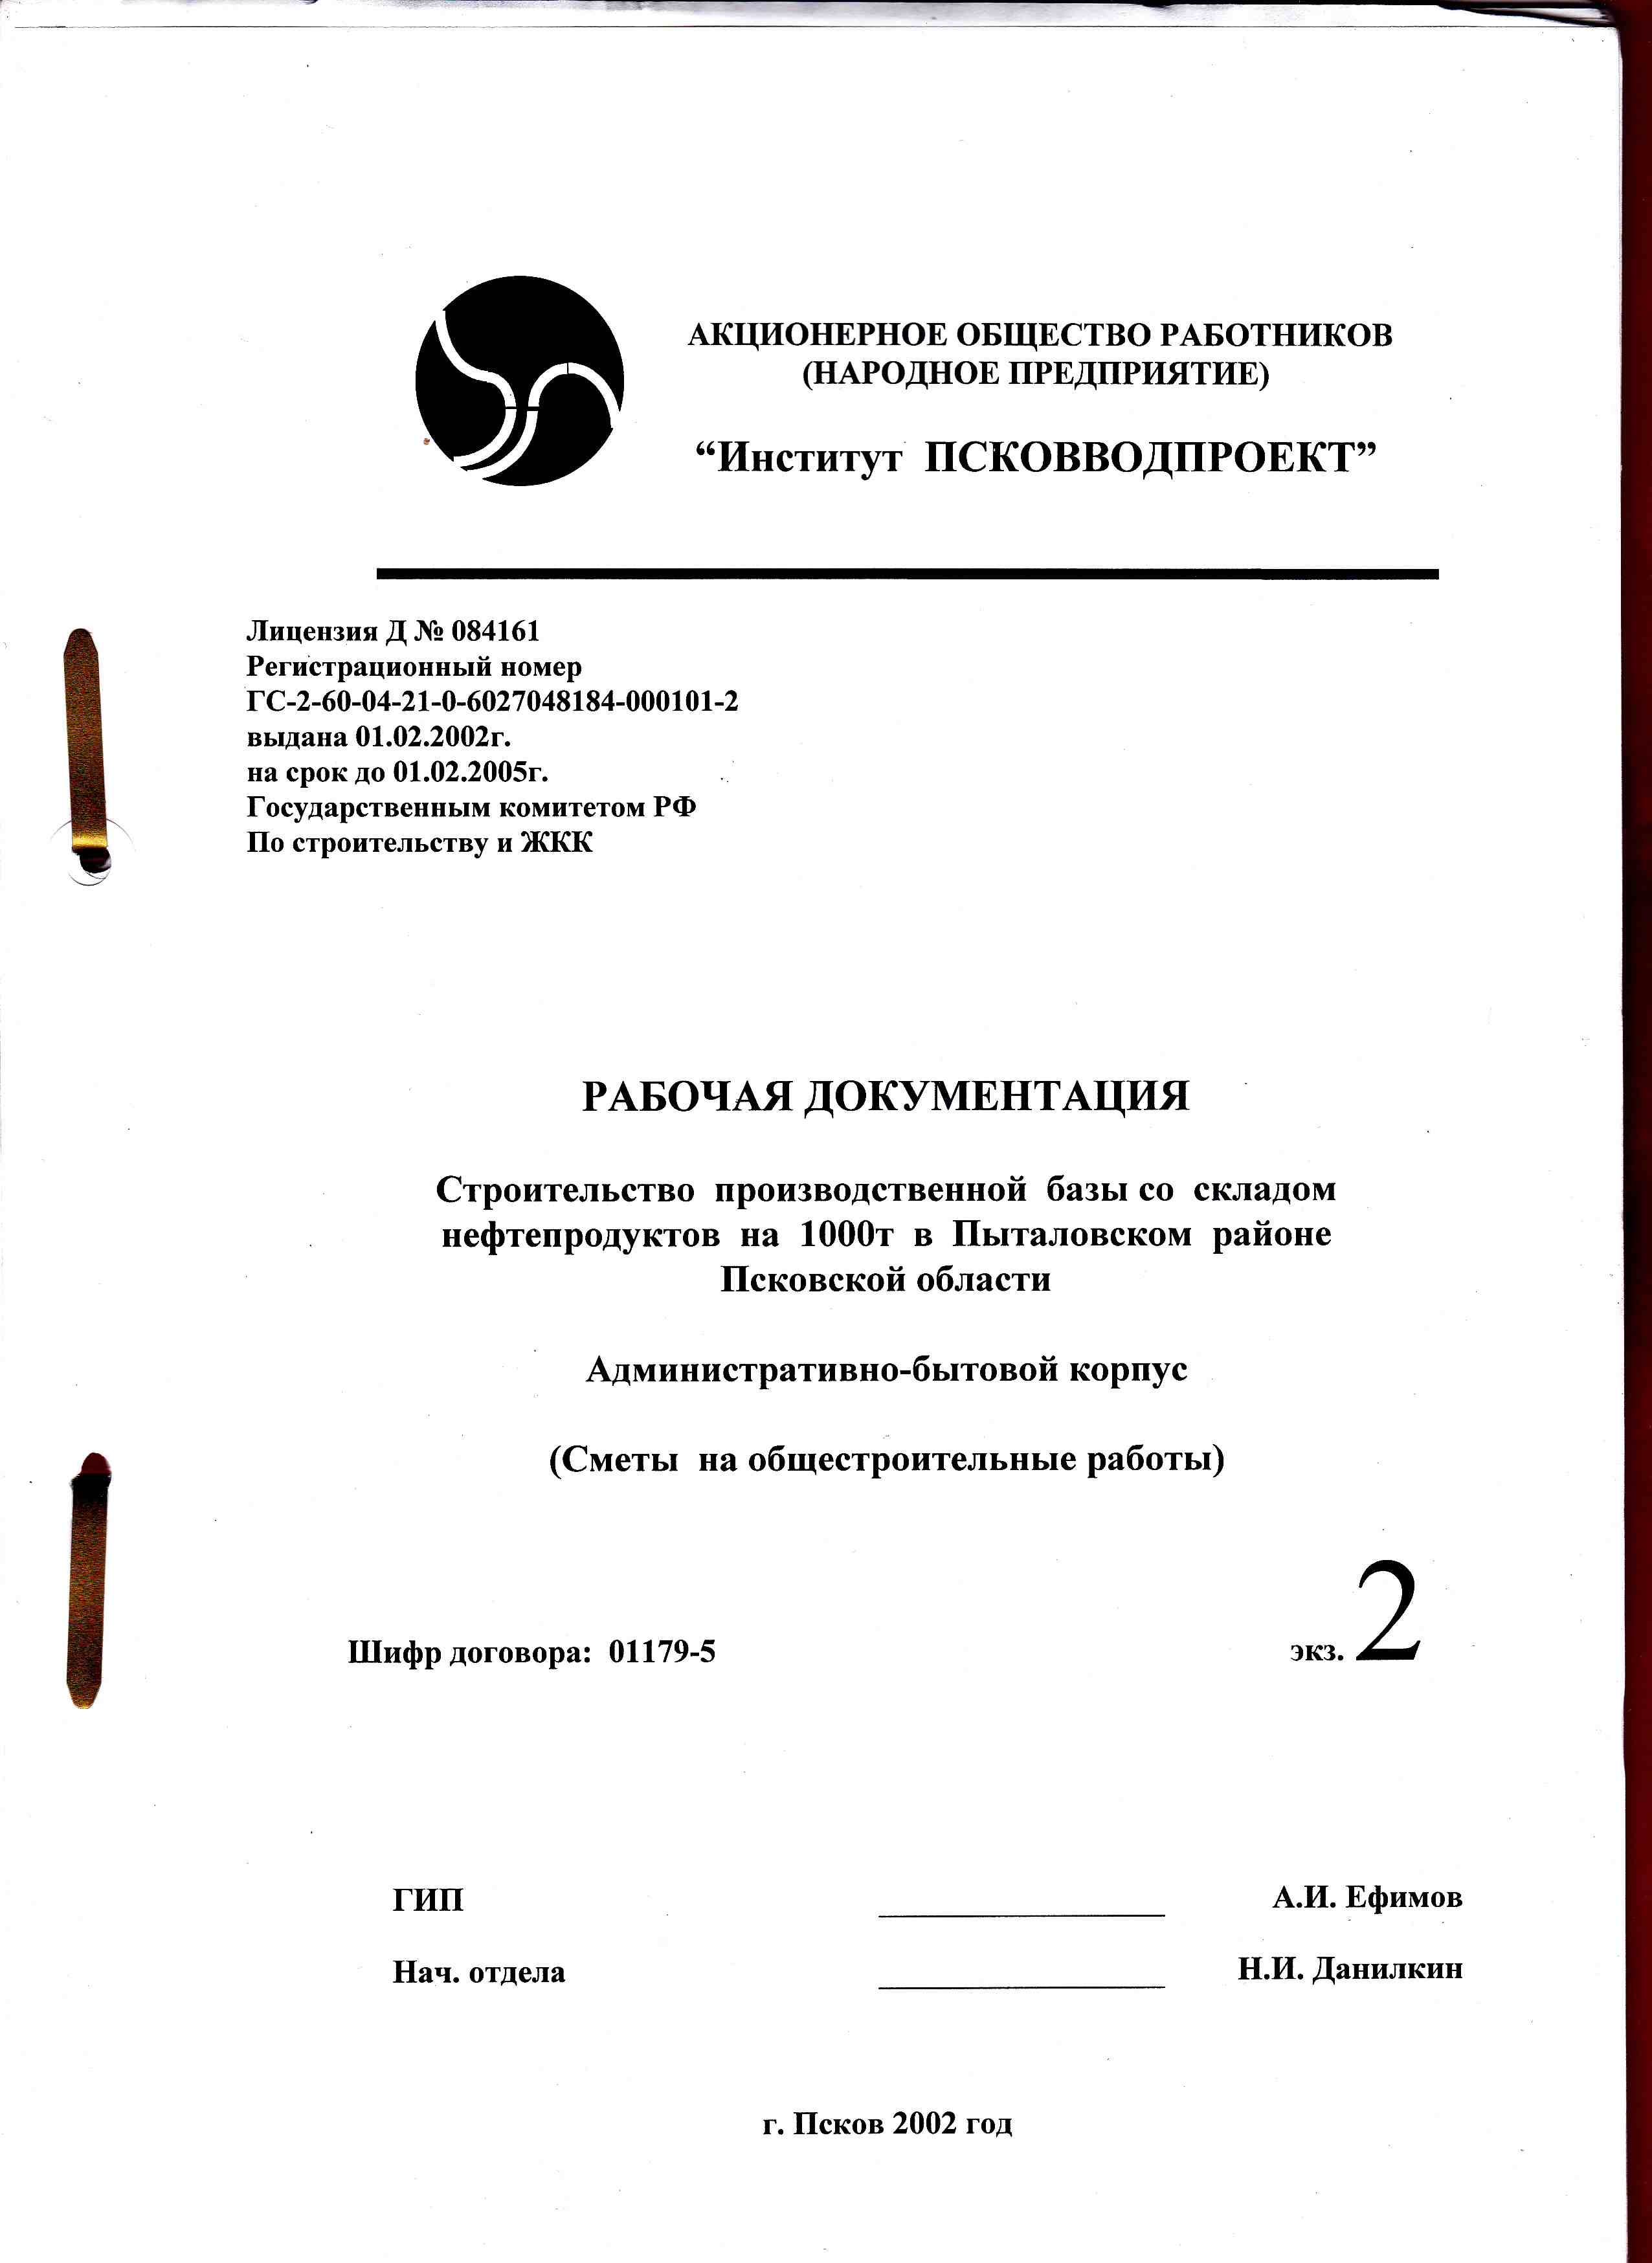 АКЦИОНЕРНОЕ ОБЩЕСТВО РАБОТНИКОВ
(НАРОДНОЕ ПРЕДПРИЯТИЕ)
“Институт ПСКОВВОДПРОЕКТ”
Лицензия Д № 084161
Регистрационный номер
ГС-2-60-04-21-0-6027048184-000101-2
выдана 01.02.2002г.
на срок до 01.02.2005г.
Государственным комитетом РФ
По строительству и ЖКК
РАБОЧАЯ ДОКУМЕНТАЦИЯ
Строительство производственной базы со складом
нефтепродуктов на 1000т в Пыталовском районе
Псковской области
Административно-бытовой корпус
(Сметы на общестроительные работы)
Шифр договора: 01179-5 экз. 2
ГИП А.И. Ефимов
Нач. отдела Н.И. Данилкин
г. Псков 2002 год